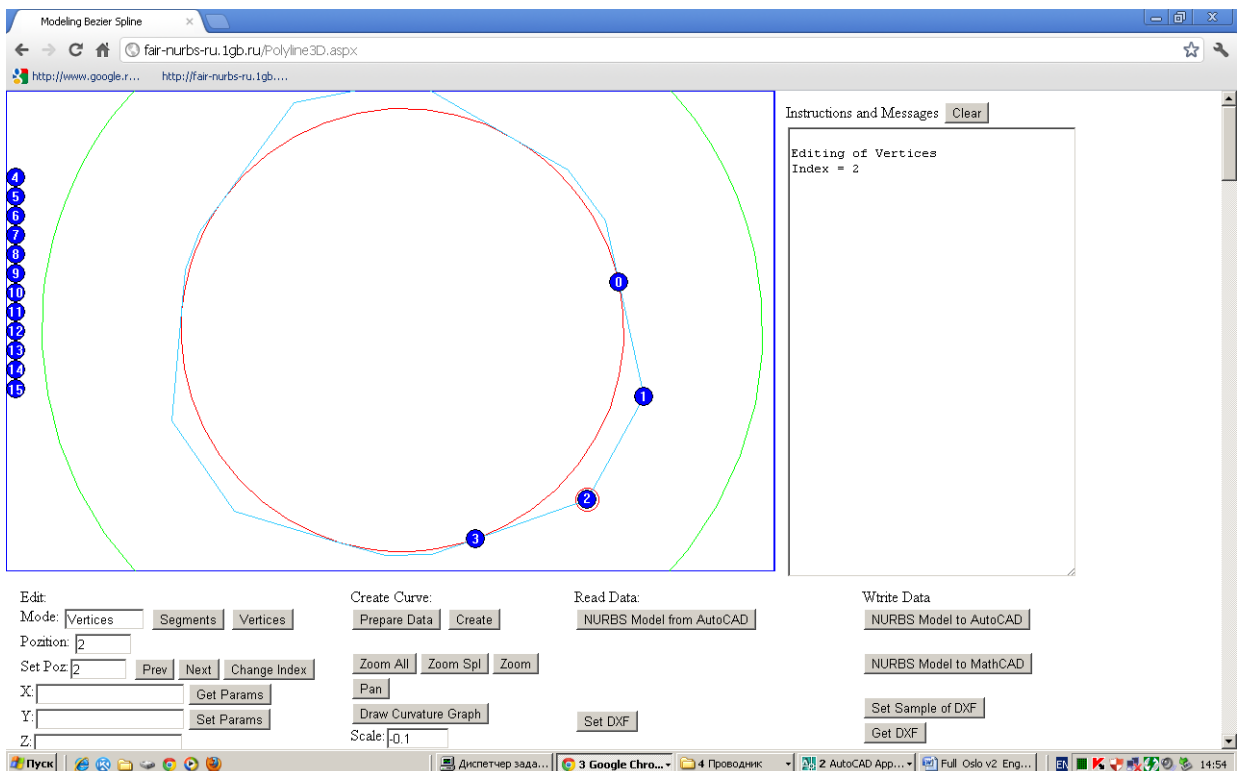 Modeling Bezier Spline
fair-nurbs-ru.1gb.ru/Polyline3D.aspx
http://www.google.r... http://fair-nurbs-ru.1gb....
Instructions and Messages Clear
Editing of Vertices
Index = 2
4
5
6
7
8
9
10
11
12
13
14
15
0
1
2
3
Edit: Create Curve: Read Data: Wtrite Data
Mode: Vertices Segments Vertices Prepare Data Create NURBS Model from AutoCAD NURBS Model to AutoCAD
Pozition: 2
Set Poz: 2 Prev Next Change Index Zoom All Zoom Spl Zoom NURBS Model to MathCAD
X: Get Params Pan
Y: Set Params Draw Curvature Graph Set DXF Set Sample of DXF
Z: Scale: -0.1 Get DXF
Пуск Диспетчер зада... 3 Google Chro... 4 Проводник 2 AutoCAD App... Full Oslo v2 Eng... EN 14:54